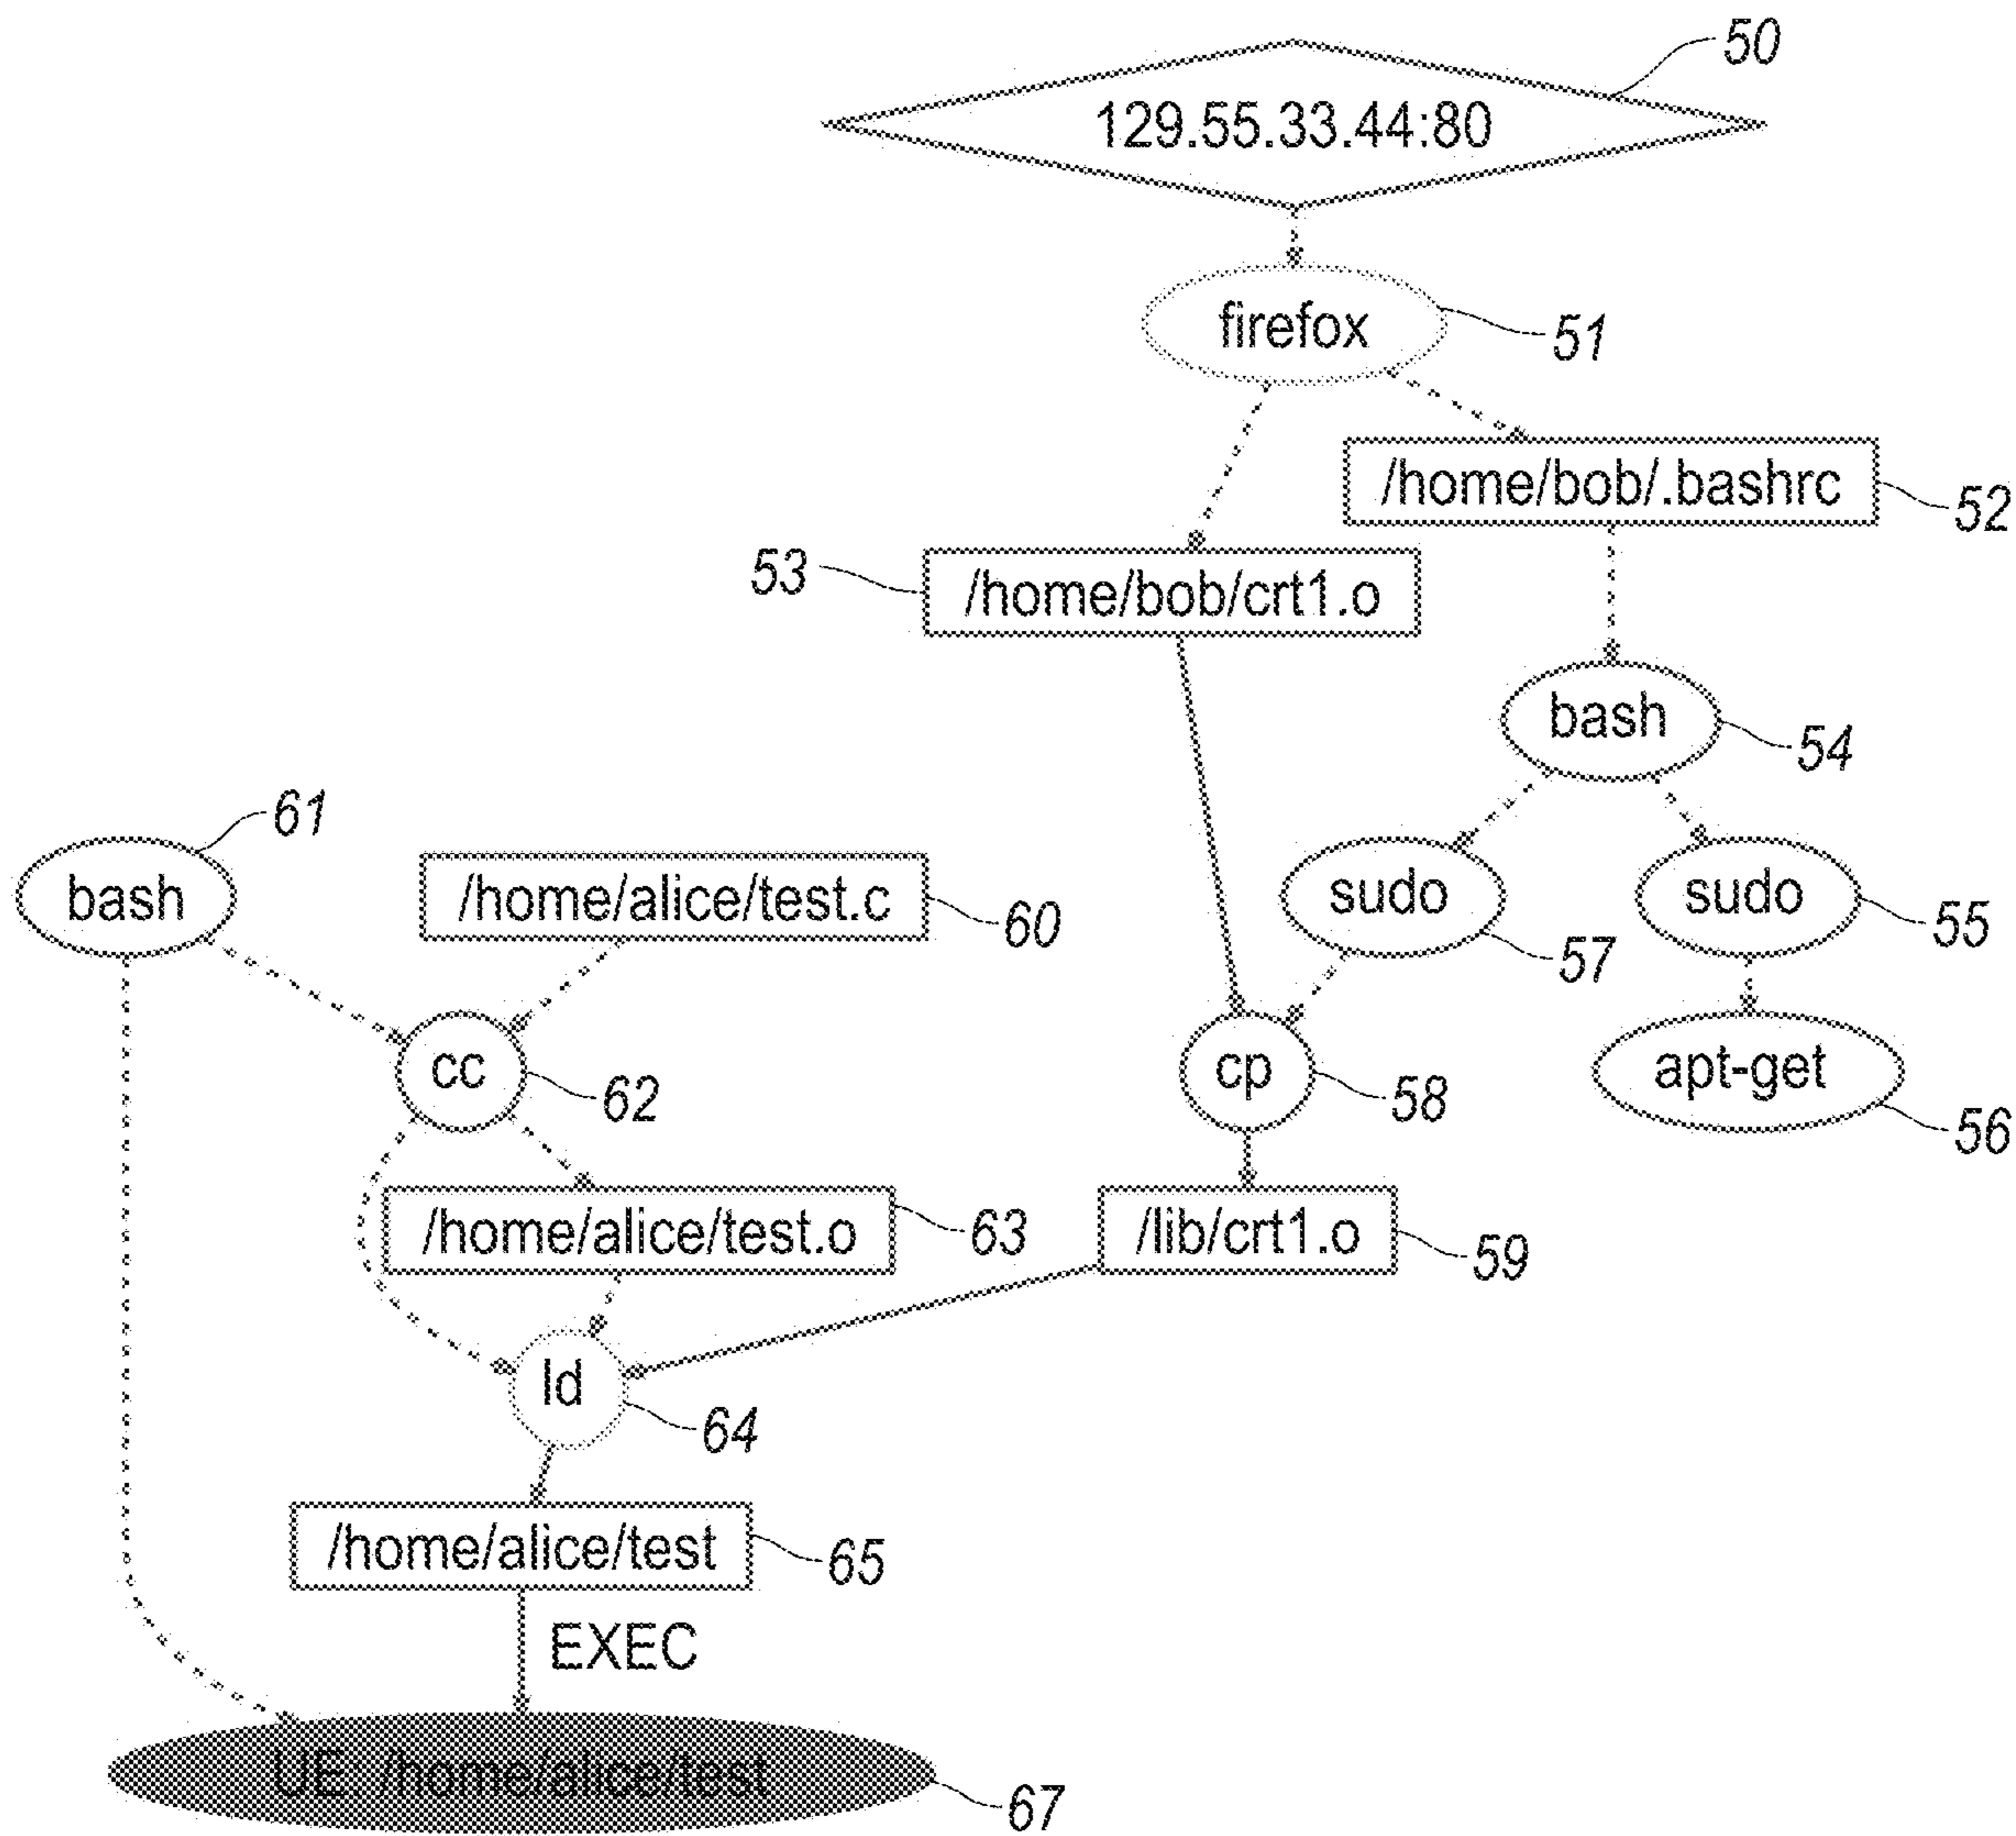 50
129.55.33.44:80
firefox
51
/home/bob/.bashrc
52
53
/home/bob/crt1.o
bash
54
61
bash
/home/alice/test.c
60
sudo
57
sudo
55
cc
62
cp
58
apt-get
56
/home/alice/test.o
63
/lib/crt1.o
59
ld
64
/home/alice/test
65
EXEC
UE: /home/alice/test
67